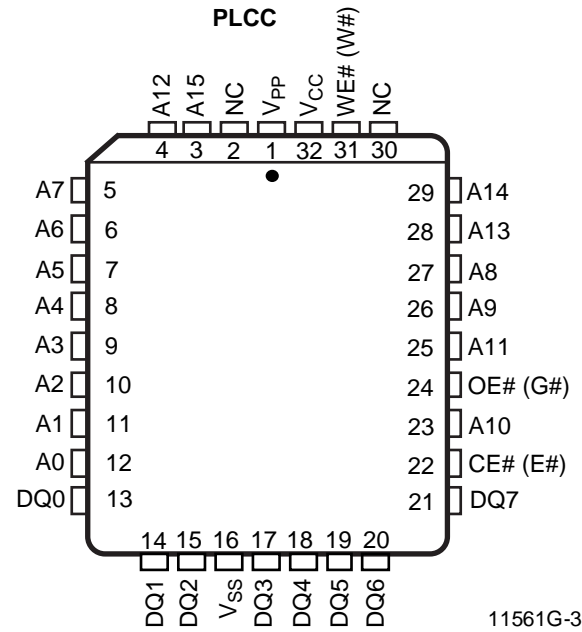 PLCC
A12
A15
NC
VPP
VCC
WE# (W#)
NC
4 3 2 1 32 31 30
A7 5 29 A14
A6 6 28 A13
A5 7 27 A8
A4 8 26 A9
A3 9 25 A11
A2 10 24 OE# (G#)
A1 11 23 A10
A0 12 22 CE# (E#)
DQ0 13 21 DQ7
14 15 16 17 18 19 20
DQ1
DQ2
VSS
DQ3
DQ4
DQ5
DQ6
11561G-3